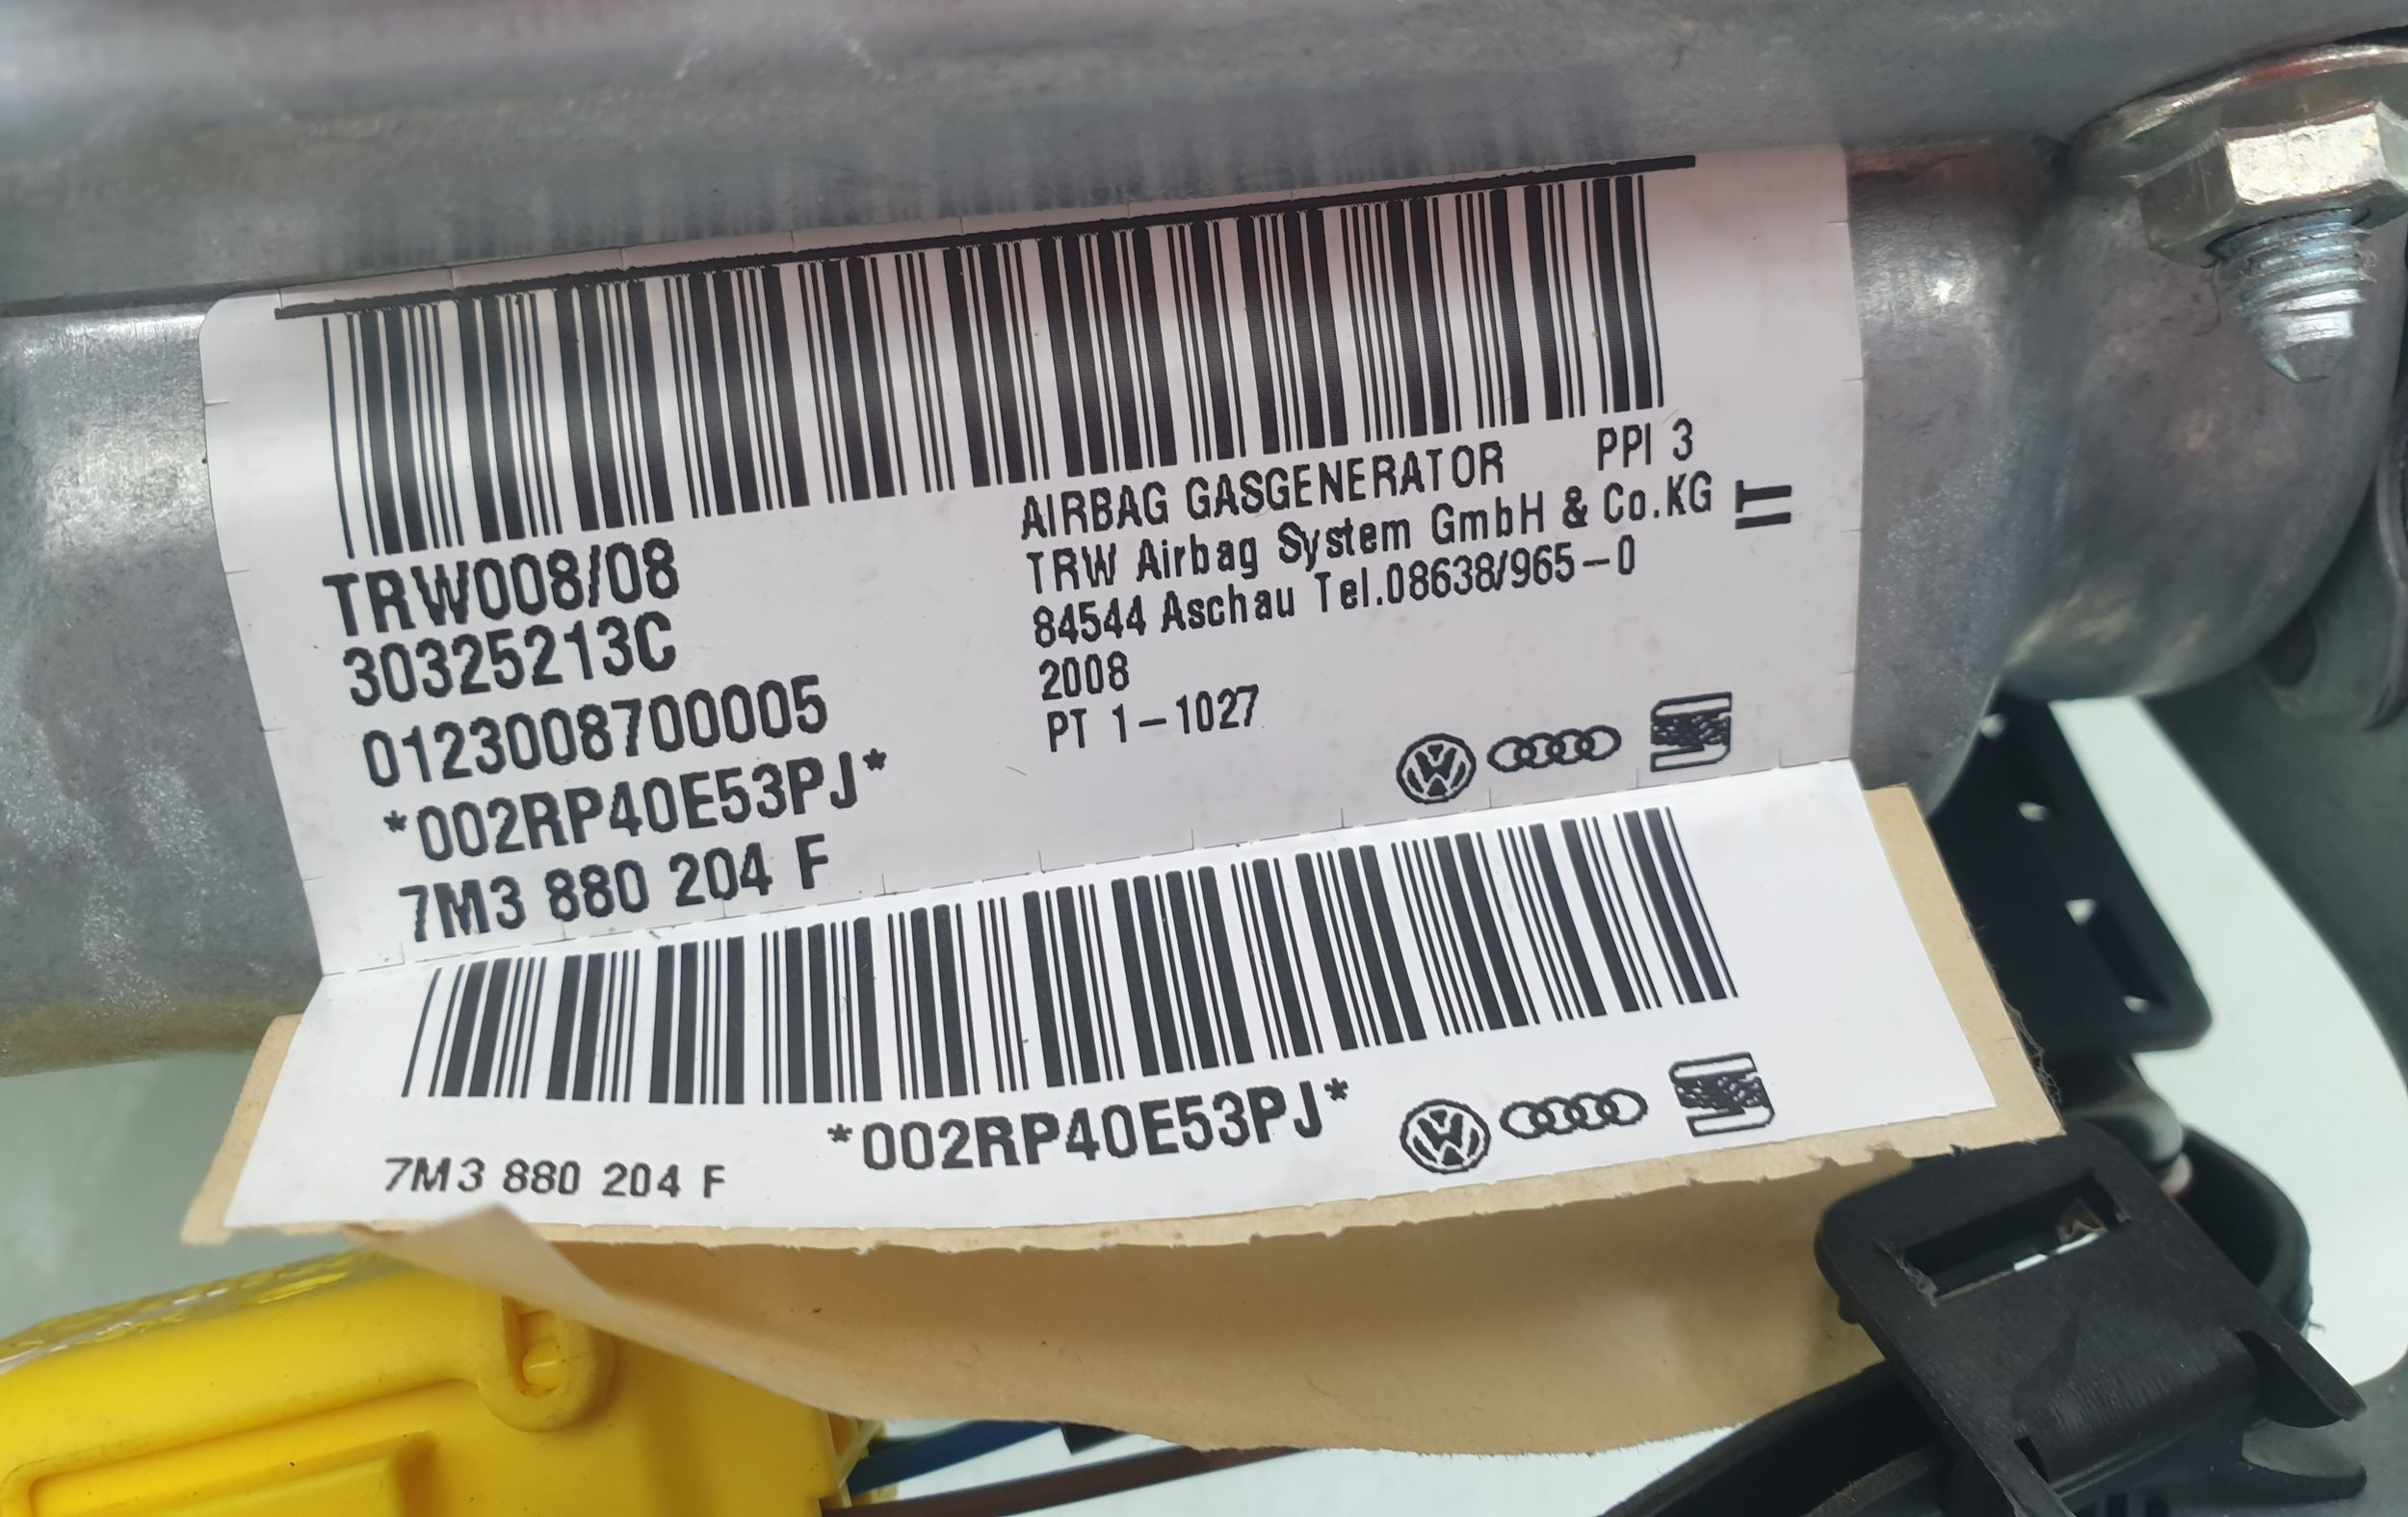 TRW008/08
30325213C
0123008700005
*002RP40E53PJ*
7M3 880 204 F
AIRBAG GASGENERATOR PPI 3
TRW Airbag System GmbH & Co.KG
84544 Aschau Tel.08638/965-0
2008
PT 1-1027
7M3 880 204 F
*002RP40E53PJ*